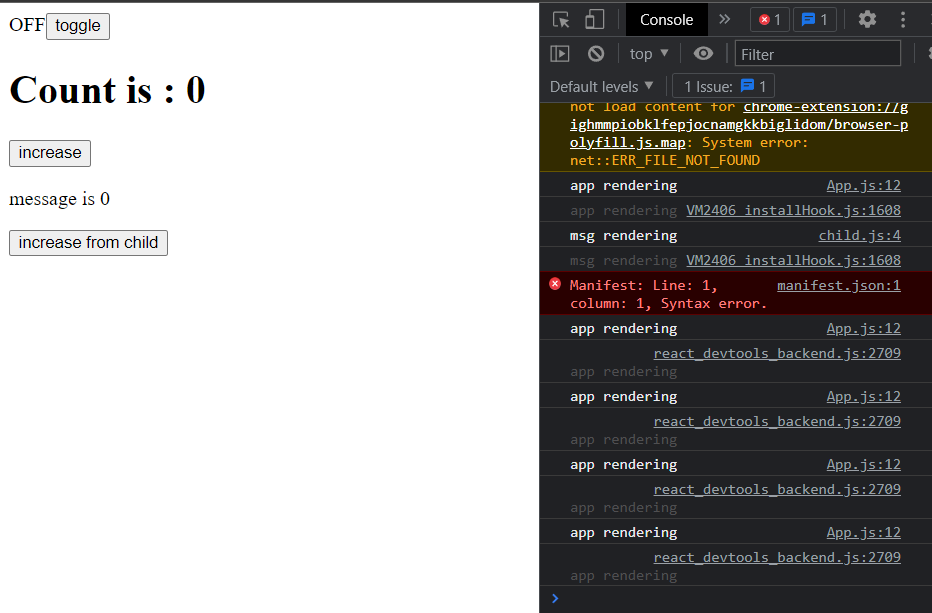 OFF toggle
Count is : 0
increase
message is 0
increase from child
Console 1 1
top Filter
Default levels 1 Issue: 1
not load content for chrome-extension://g
ighmmpiobklfepjocnamgkkbiglidom/browser-p
olyfill.js.map: System error:
net::ERR_FILE_NOT_FOUND
app rendering App.js:12
app rendering VM2406 installHook.js:1608
msg rendering child.js:4
msg rendering VM2406 installHook.js:1608
Manifest: Line: 1, manifest.json:1
column: 1, Syntax error.
app rendering App.js:12
react_devtools_backend.js:2709
app rendering
app rendering App.js:12
react_devtools_backend.js:2709
app rendering
app rendering App.js:12
react_devtools_backend.js:2709
app rendering
app rendering App.js:12
react_devtools_backend.js:2709
app rendering